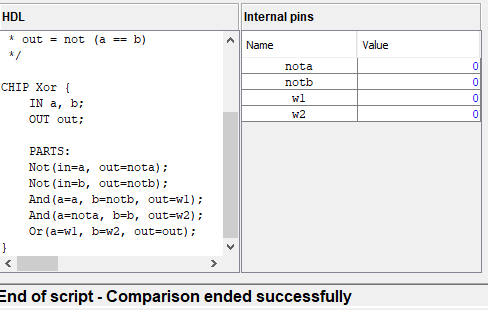 HDL
* out = not (a == b)
*/
CHIP Xor {
IN a, b;
OUT out;
PARTS:
Not(in=a, out=nota);
Not(in=b, out=notb);
And(a=a, b=notb, out=w1);
And(a=nota, b=b, out=w2);
Or(a=w1, b=w2, out=out);
}
Internal pins
Name Value
nota 0
notb 0
w1 0
w2 0
End of script - Comparison ended successfully